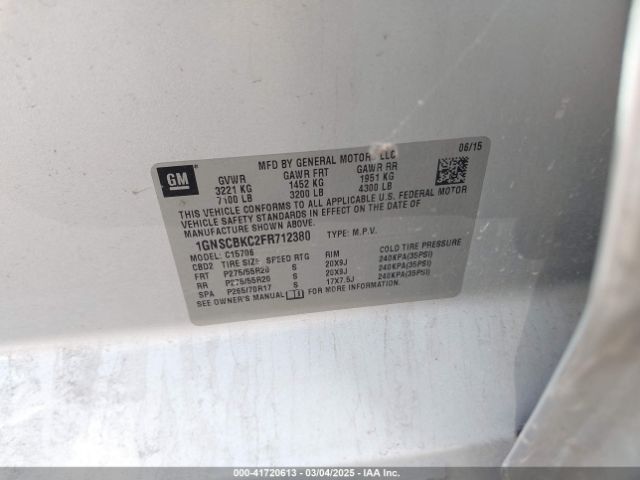 GM
MFD BY GENERAL MOTORS LLC 06/15
GVWR GAWR FRT GAWR RR
3221 KG 1452 KG 1951 KG
7100 LB 3200 LB 4300 LB
THIS VEHICLE CONFORMS TO ALL APPLICABLE U.S. FEDERAL MOTOR
VEHICLE SAFETY STANDARDS IN EFFECT ON THE DATE OF
MANUFACTURE SHOWN ABOVE.
1GNSCBKC2FR712380 TYPE: M.P.V.
MODEL: C15706
CBD2 TIRE SIZE SPEED RTG RIM COLD TIRE PRESSURE
FRT P275/55R20 S 20X9J 240KPA(35PSI)
RR P275/55R20 S 20X9J 240KPA(35PSI)
SPA P265/70R17 S 17X7.5J 240KPA(35PSI)
SEE OWNER'S MANUAL FOR MORE INFORMATION.
000-41720613 - 03/04/2025 - IAA Inc.